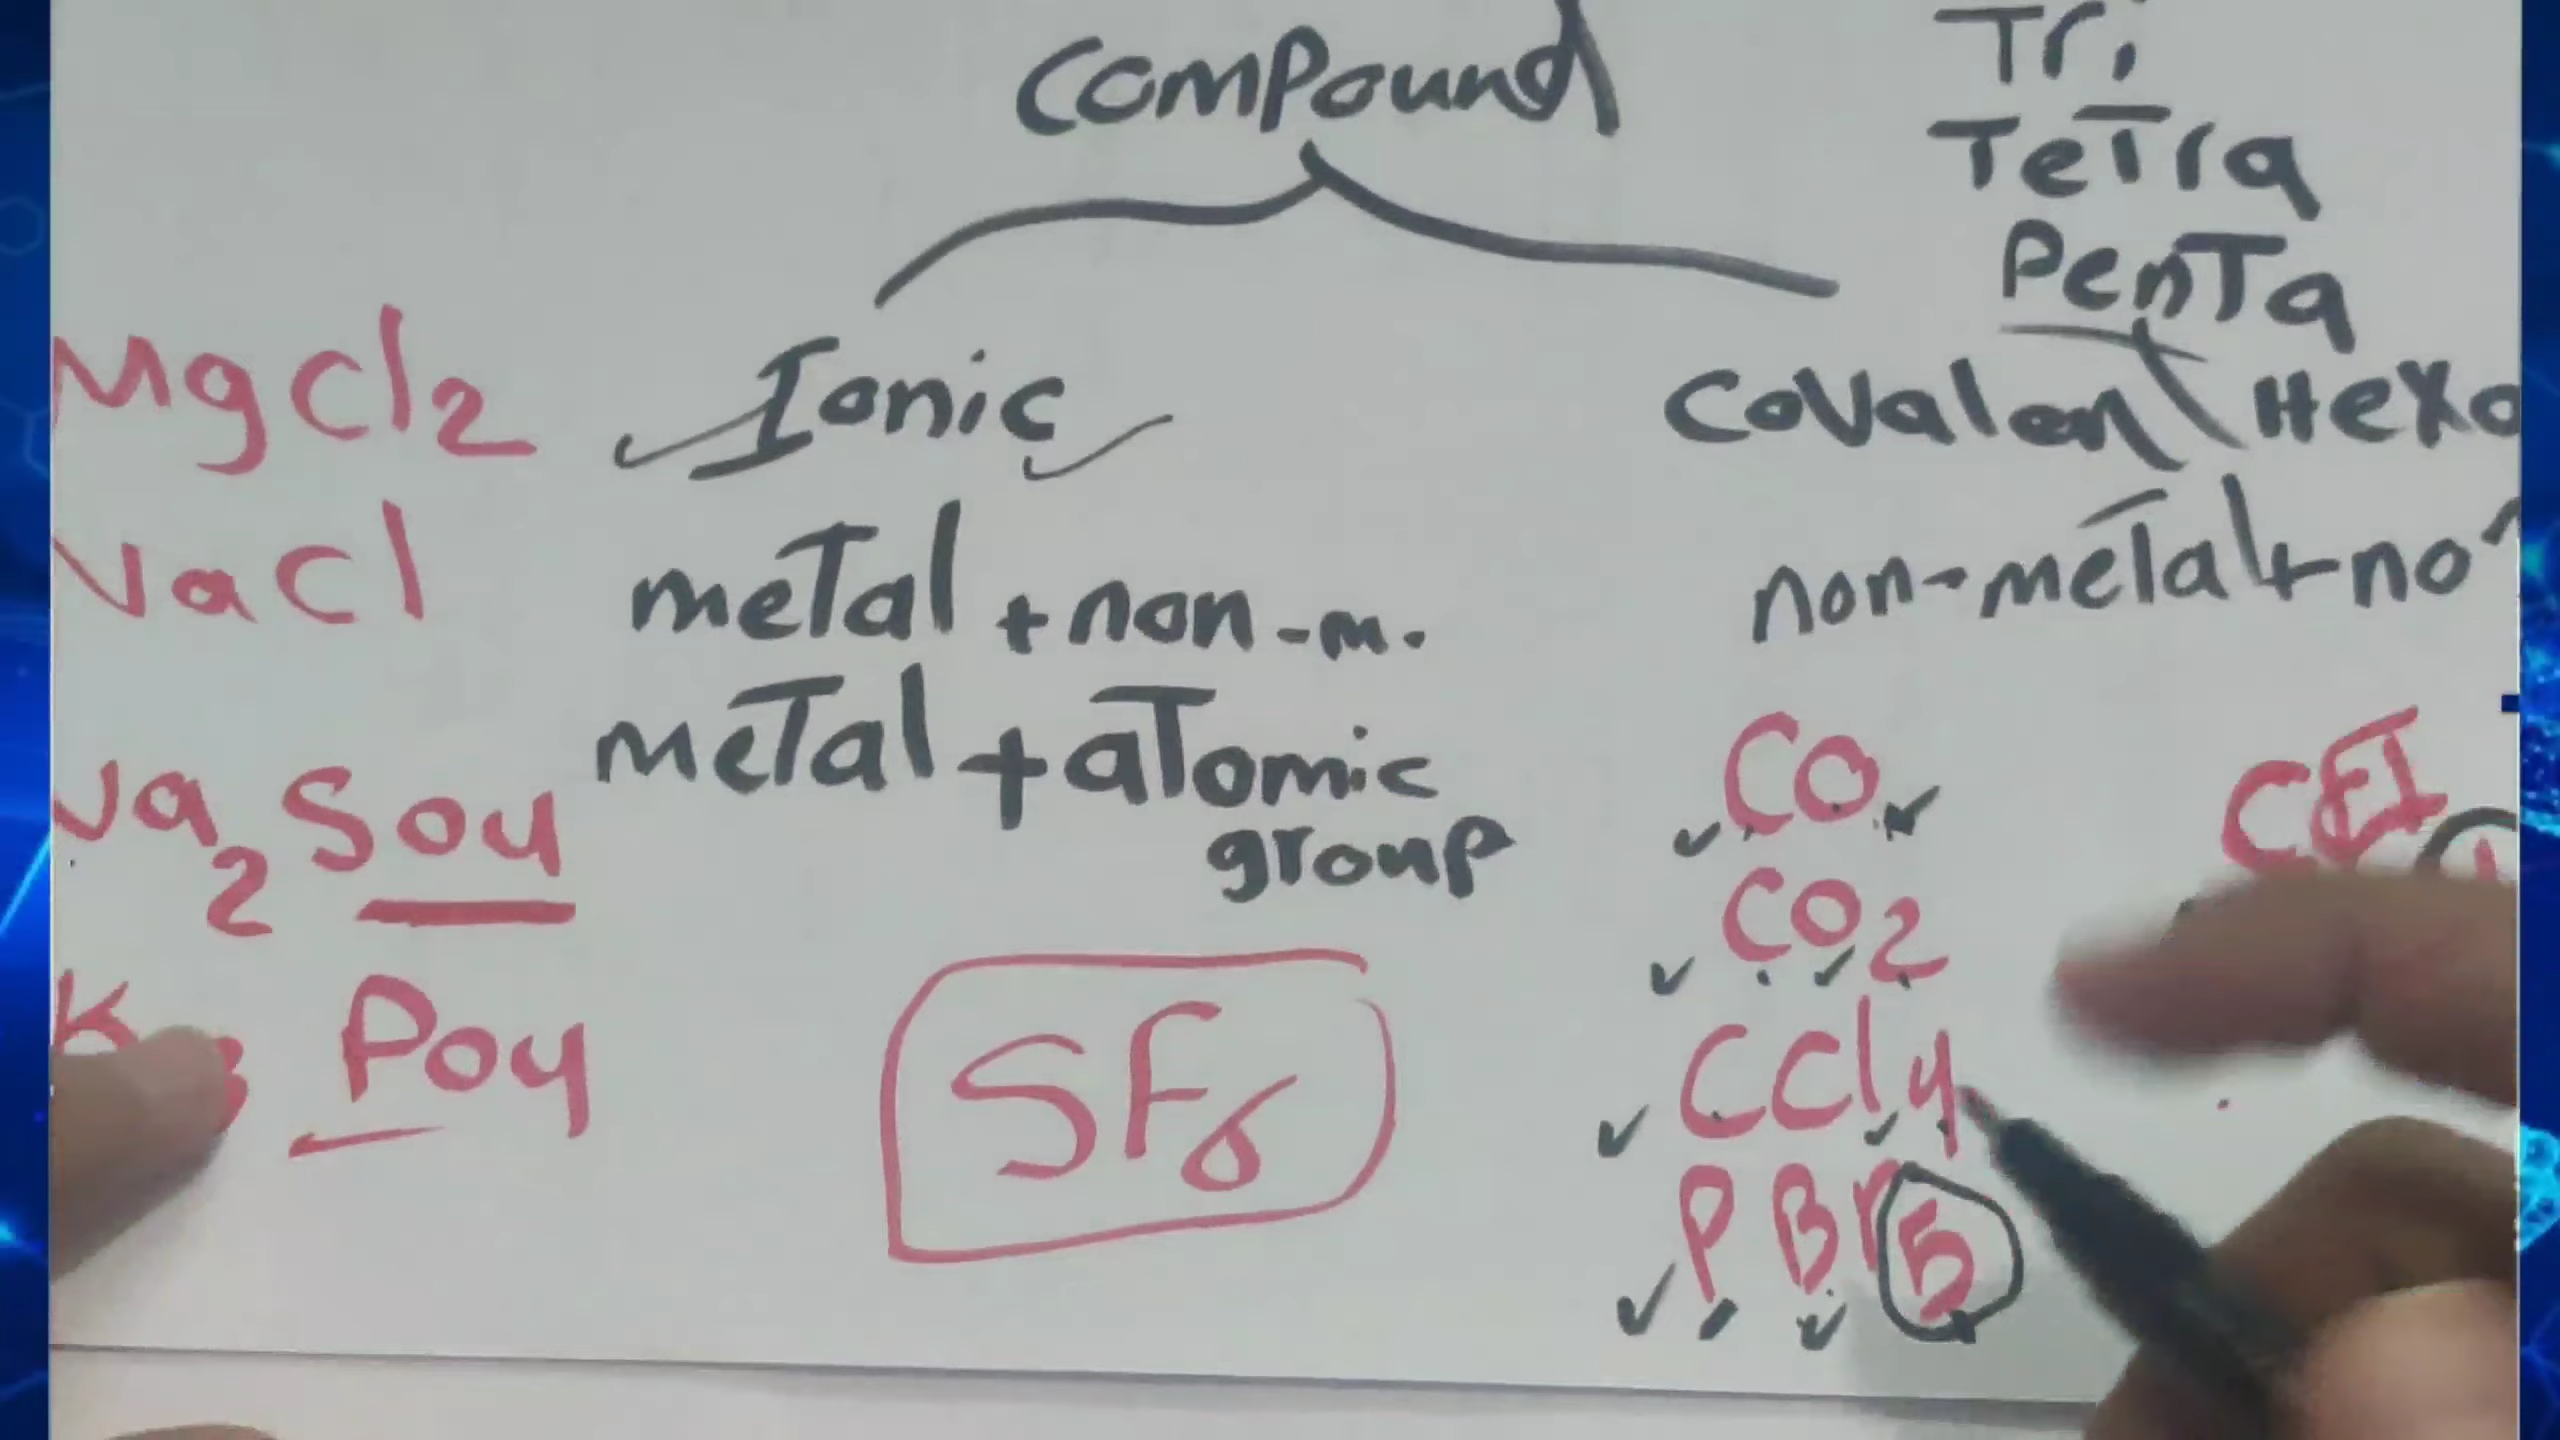 Compound
Tri
Tetra
Penta
Hexa
Ionic
Covalent
metal + non-m.
metal + atomic
group
non-metal + no
MgCl2
NaCl
Na2SO4
K3 PO4
SF6
CO
CO2
CCl4
PBr5